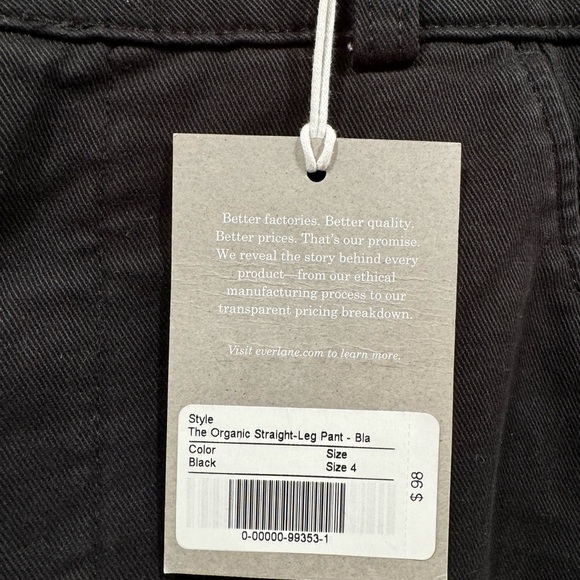 Better factories. Better quality.
Better prices. That's our promise.
We reveal the story behind every
product—from our ethical
manufacturing process to our
transparent pricing breakdown.
Visit everlane.com to learn more.
Style
The Organic Straight-Leg Pant - Bla
Color Size
Black Size 4
$ 98
0-00000-99353-1